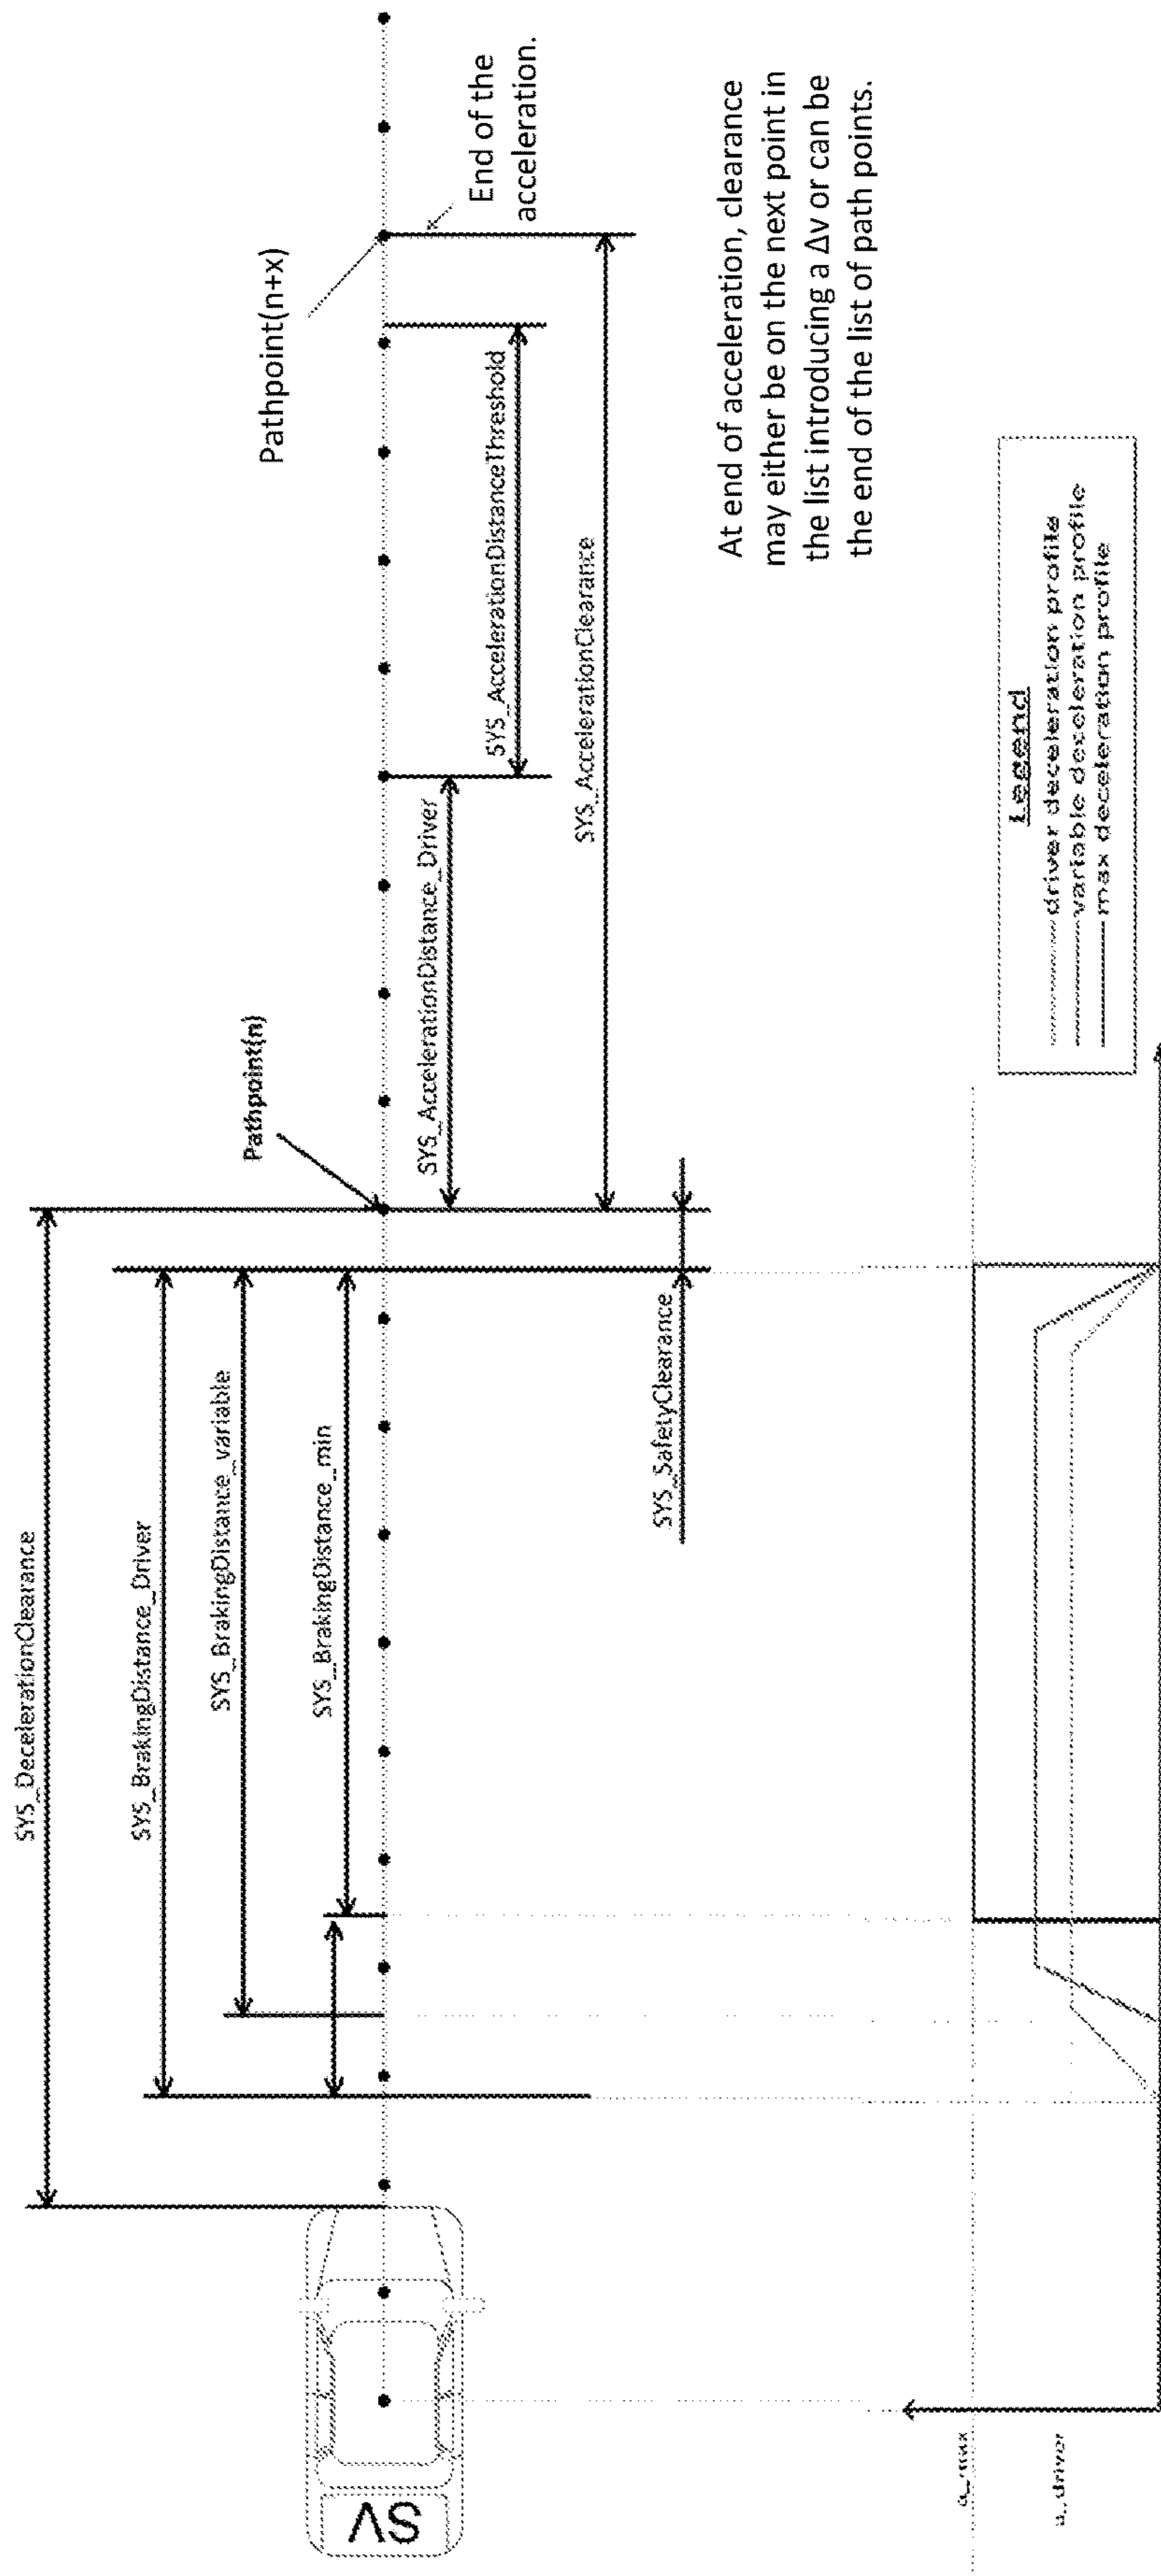 SYS_DecelerationClearance
SYS_BrakingDistance_Driver
SYS_BrakingDistance_variable
SYS_BrakingDistance_min
SV
Pathpoint(n)
Pathpoint(n+x)
End of the
acceleration.
SYS_AccelerationDistance_Driver
SYS_AccelerationDistanceThreshold
SYS_AccelerationClearance
SYS_SafetyClearance
At end of acceleration, clearance
may either be on the next point in
the list introducing a Δv or can be
the end of the list of path points.
Legend
driver deceleration profile
variable deceleration profile
max deceleration profile
a_max
a_driver